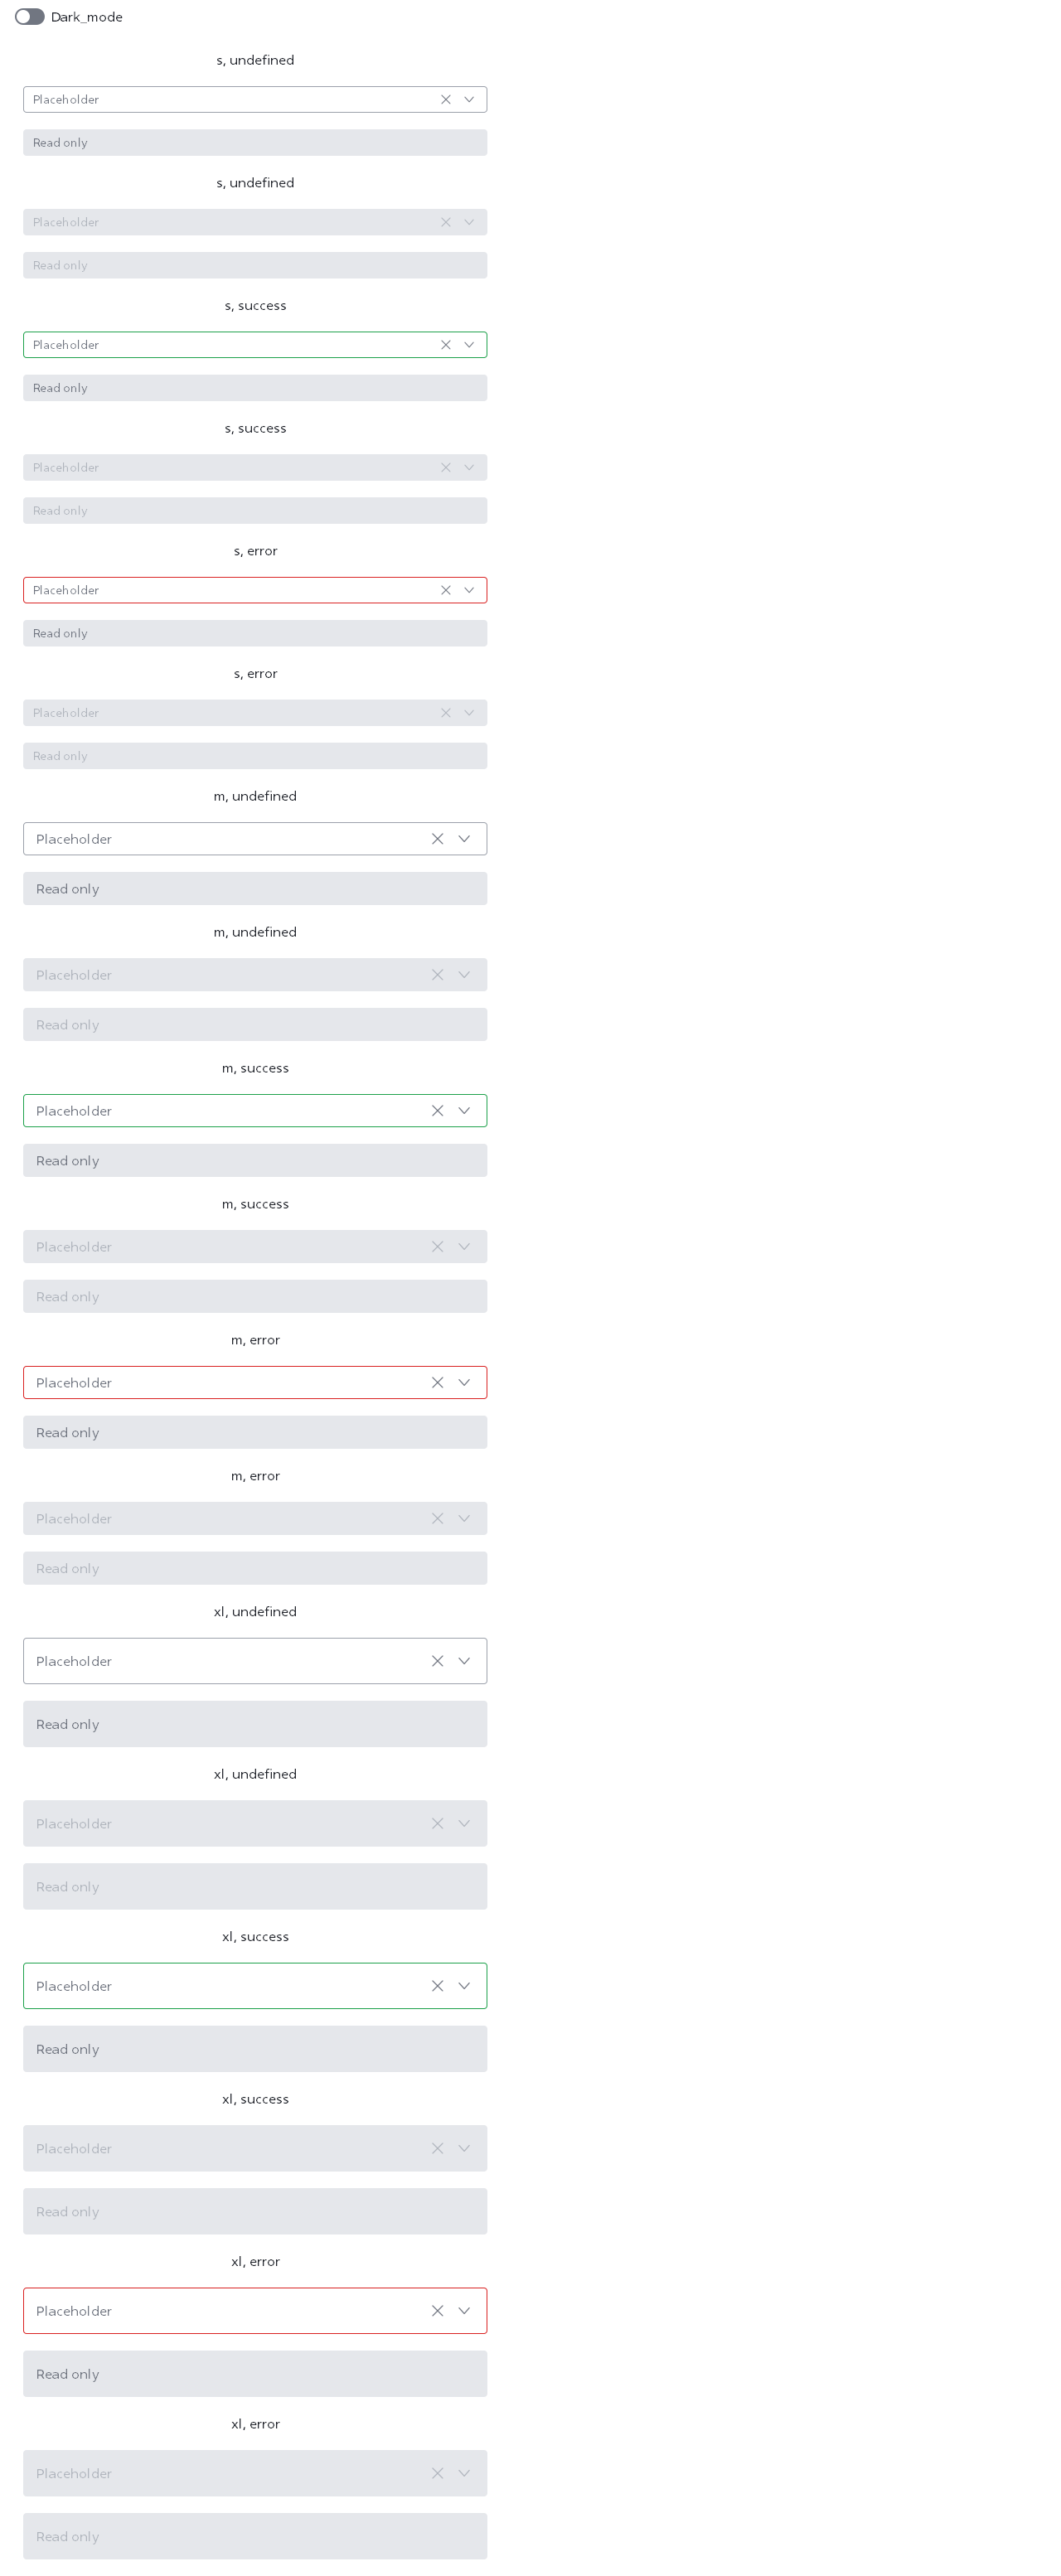 Dark_mode
s, undefined
Placeholder
Read only
s, undefined
Placeholder
Read only
s, success
Placeholder
Read only
s, success
Placeholder
Read only
s, error
Placeholder
Read only
s, error
Placeholder
Read only
m, undefined
Placeholder
Read only
m, undefined
Placeholder
Read only
m, success
Placeholder
Read only
m, success
Placeholder
Read only
m, error
Placeholder
Read only
m, error
Placeholder
Read only
xl, undefined
Placeholder
Read only
xl, undefined
Placeholder
Read only
xl, success
Placeholder
Read only
xl, success
Placeholder
Read only
xl, error
Placeholder
Read only
xl, error
Placeholder
Read only